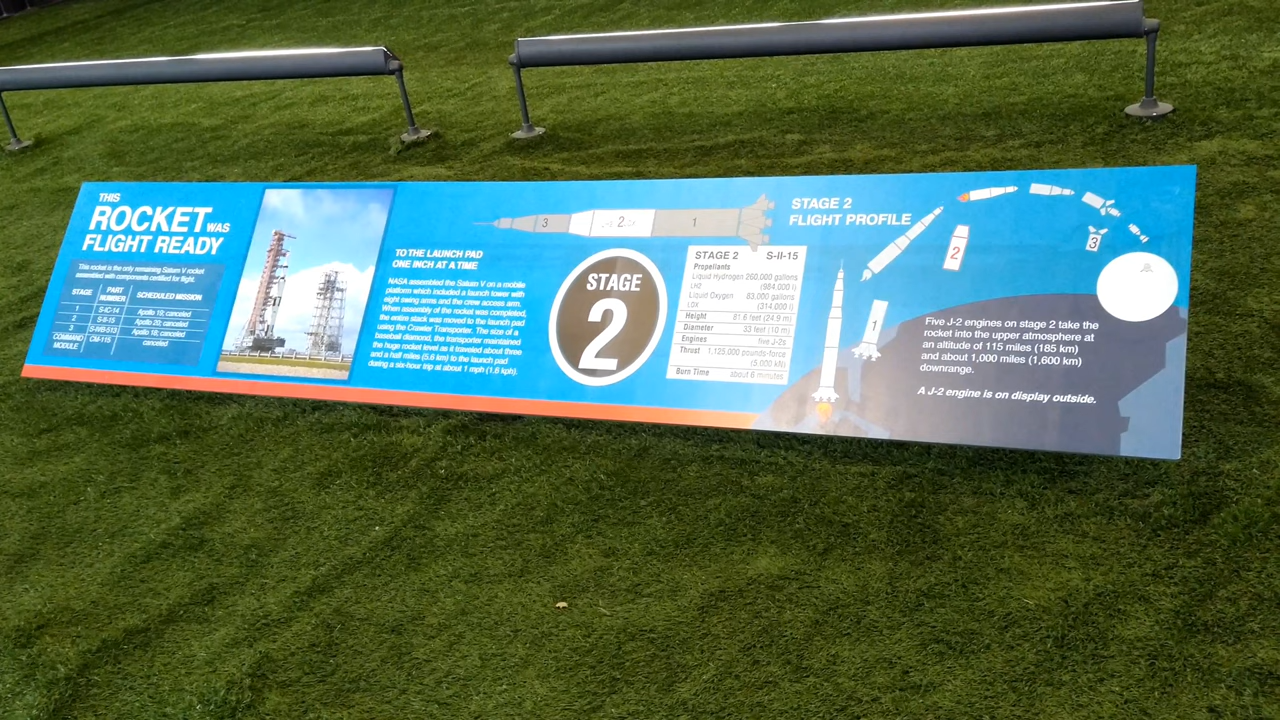 THIS
ROCKET WAS
FLIGHT READY
This rocket is the only remaining Saturn V rocket
assembled with components certified for flight.
STAGE PART NUMBER SCHEDULED MISSION
1 S-IC-14 Apollo 19; canceled
2 S-II-15 Apollo 20; canceled
3 S-IVB-513 Apollo 18; canceled
COMMAND MODULE CM-115 canceled
TO THE LAUNCH PAD
ONE INCH AT A TIME
NASA assembled the Saturn V on a mobile
platform which included a launch tower with
eight swing arms and the crew access arm.
When assembly of the rocket was completed,
the entire stack was moved to the launch pad
using the Crawler Transporter. The size of a
baseball diamond, the transporter maintained
the huge rocket level as it traveled about three
and a half miles (5.6 km) to the launch pad
during a six-hour trip at about 1 mph (1.6 kph).
3 2 1
STAGE
2
STAGE 2 S-II-15
Propellants
Liquid Hydrogen 260,000 gallons
LH2 (984,000 l)
Liquid Oxygen 83,000 gallons
LOX (314,000 l)
Height 81.6 feet (24.9 m)
Diameter 33 feet (10 m)
Engines five J-2s
Thrust 1,125,000 pounds-force
(5,000 kN)
Burn Time about 6 minutes
STAGE 2
FLIGHT PROFILE
1
2
3
Five J-2 engines on stage 2 take the
rocket into the upper atmosphere at
an altitude of 115 miles (185 km)
and about 1,000 miles (1,600 km)
downrange.
A J-2 engine is on display outside.